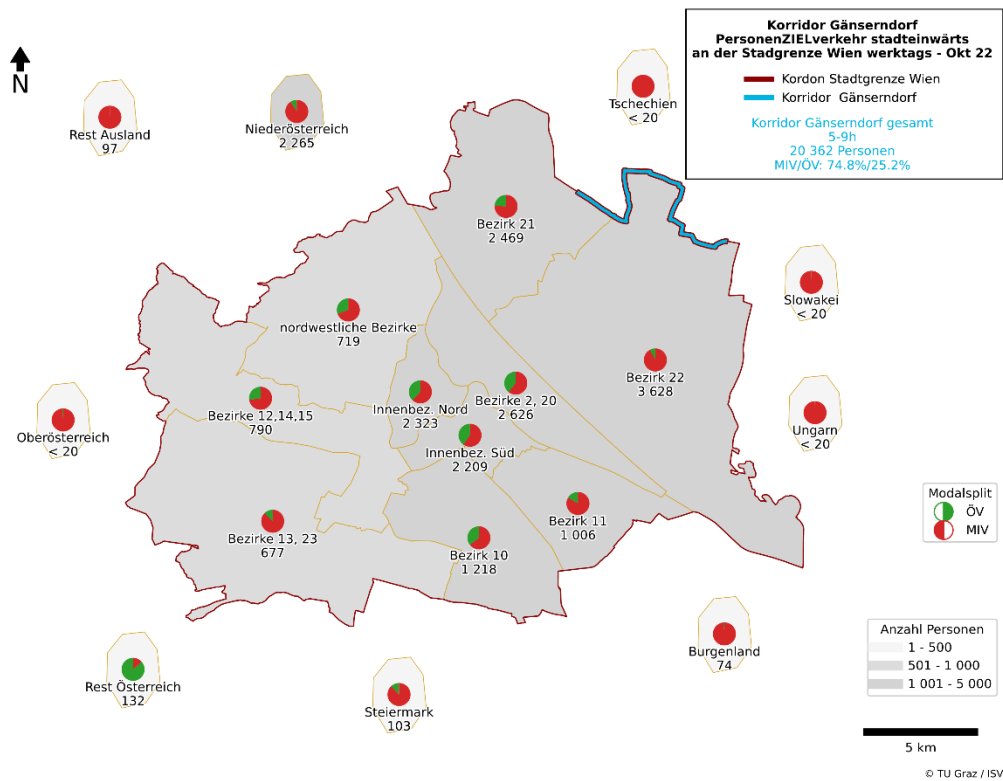 Korridor Gänserndorf
PersonenZIELverkehr stadteinwärts
an der Stadgrenze Wien werktags - Okt 22
Kordon Stadtgrenze Wien
Korridor Gänserndorf
Korridor Gänserndorf gesamt
5-9h
20 362 Personen
MIV/ÖV: 74.8%/25.2%
N
Rest Ausland
97
Niederösterreich
2 265
Tschechien
< 20
Bezirk 21
2 469
Slowakei
< 20
nordwestliche Bezirke
719
Bezirk 22
3 628
Bezirke 12,14,15
790
Innenbez. Nord
2 323
Bezirke 2, 20
2 626
Oberösterreich
< 20
Ungarn
< 20
Innenbez. Süd
2 209
Bezirke 13, 23
677
Bezirk 10
1 218
Bezirk 11
1 006
Modalsplit
ÖV
MIV
Burgenland
74
Rest Österreich
132
Steiermark
103
Anzahl Personen
1 - 500
501 - 1 000
1 001 - 5 000
5 km
© TU Graz / ISV